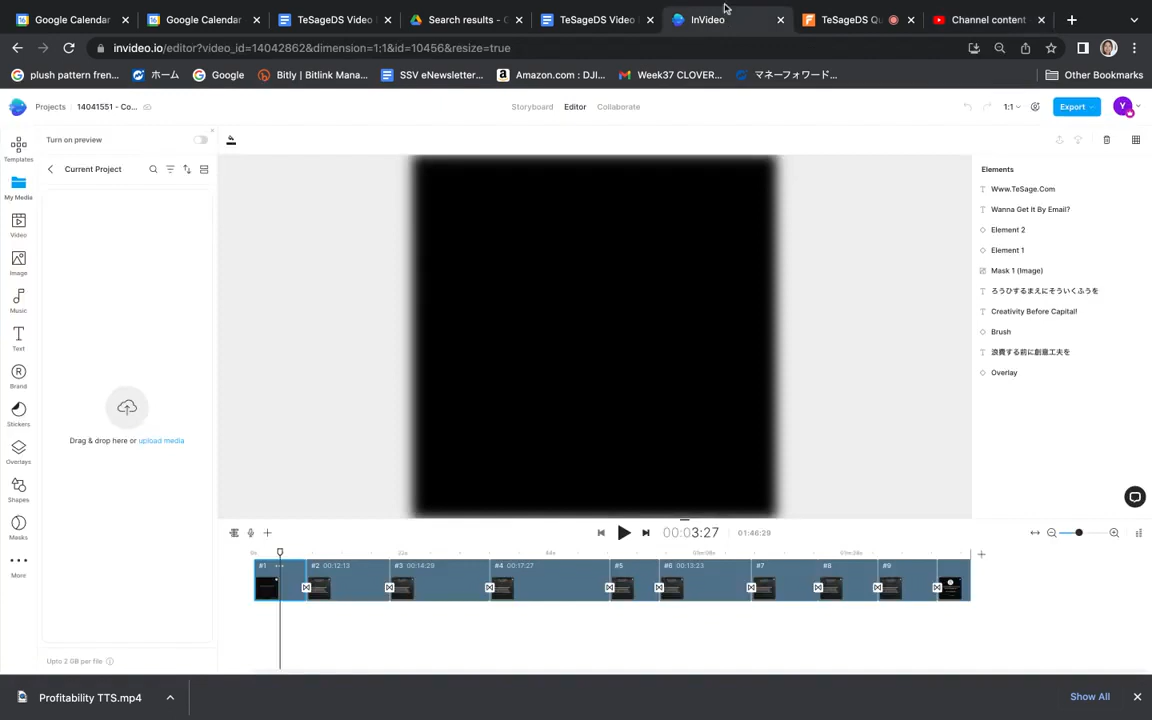 Google Calendar
Google Calendar
TeSageDS Video
Search results - G
TeSageDS Video
InVideo
TeSageDS Qu
Channel content
invideo.io/editor?video_id=14042862&dimension=1:1&id=10456&resize=true
plush pattern fren...
ホーム
Google
Bitly | Bitlink Mana...
SSV eNewsletter...
Amazon.com : DJI...
Week37 CLOVER...
マネーフォワード...
Other Bookmarks
Projects
14041551 - Co...
Storyboard
Editor
Collaborate
1:1
Export
Y
Turn on preview
Templates
Current Project
My Media
Video
Image
Music
Text
Brand
Stickers
Overlays
Shapes
Masks
More
Drag & drop here or upload media
Upto 2 GB per file
Elements
Www.TeSage.Com
Wanna Get It By Email?
Element 2
Element 1
Mask 1 (Image)
ろうひするまえにそういくふうを
Creativity Before Capital!
Brush
浪費する前に創意工夫を
Overlay
00:03:27
01:46:29
0s
22s
44s
01m:08s
01m:28s
#1
#2 00:12:13
#3 00:14:29
#4 00:17:27
#5
#6 00:13:23
#7
#8
#9
Profitability TTS.mp4
Show All